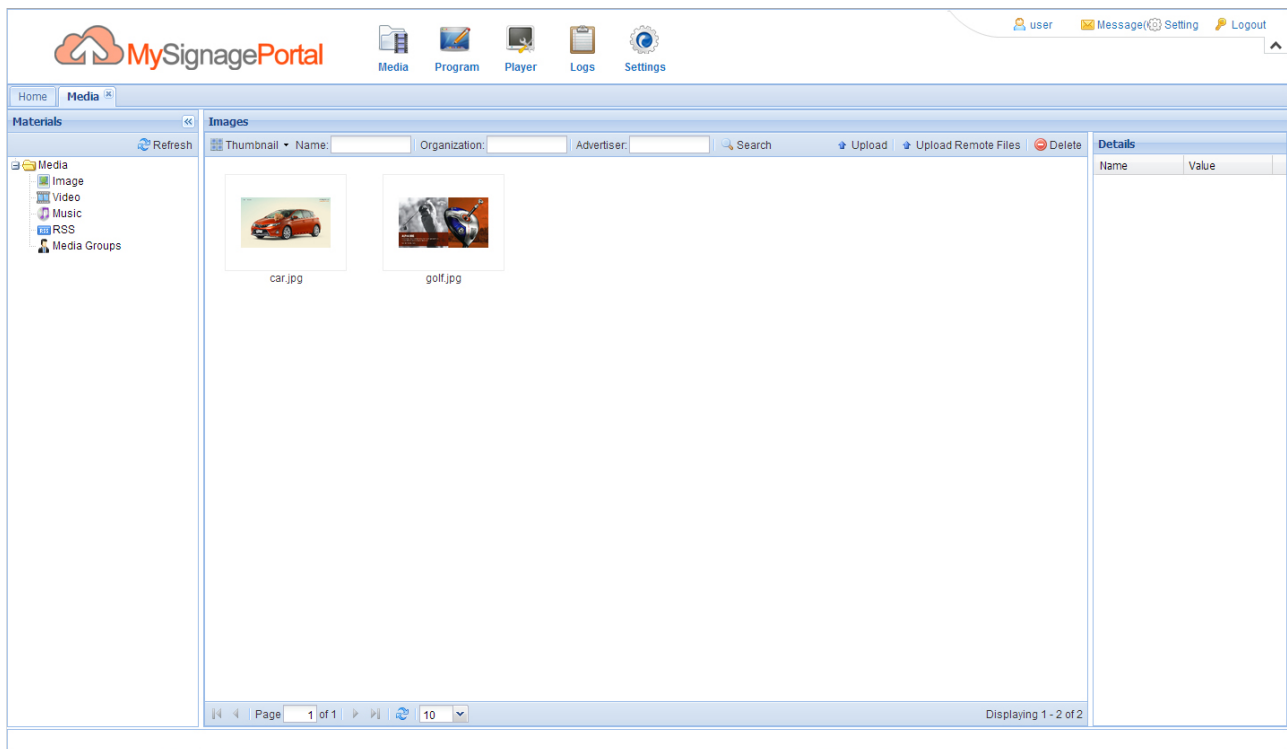 MySignagePortal
Media Program Player Logs Settings
user Message( Setting Logout
Home Media
Materials
Refresh
Media
Image
Video
Music
RSS
Media Groups
Images
Thumbnail Name: Organization: Advertiser: Search Upload Upload Remote Files Delete
car.jpg golf.jpg
Page 1 of 1 10 Displaying 1 - 2 of 2
Details
Name Value